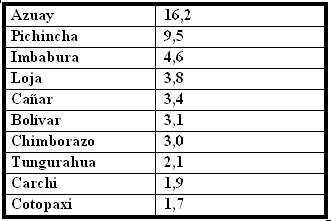 Azuay 16,2
Pichincha 9,5
Imbabura 4,6
Loja 3,8
Cañar 3,4
Bolívar 3,1
Chimborazo 3,0
Tungurahua 2,1
Carchi 1,9
Cotopaxi 1,7